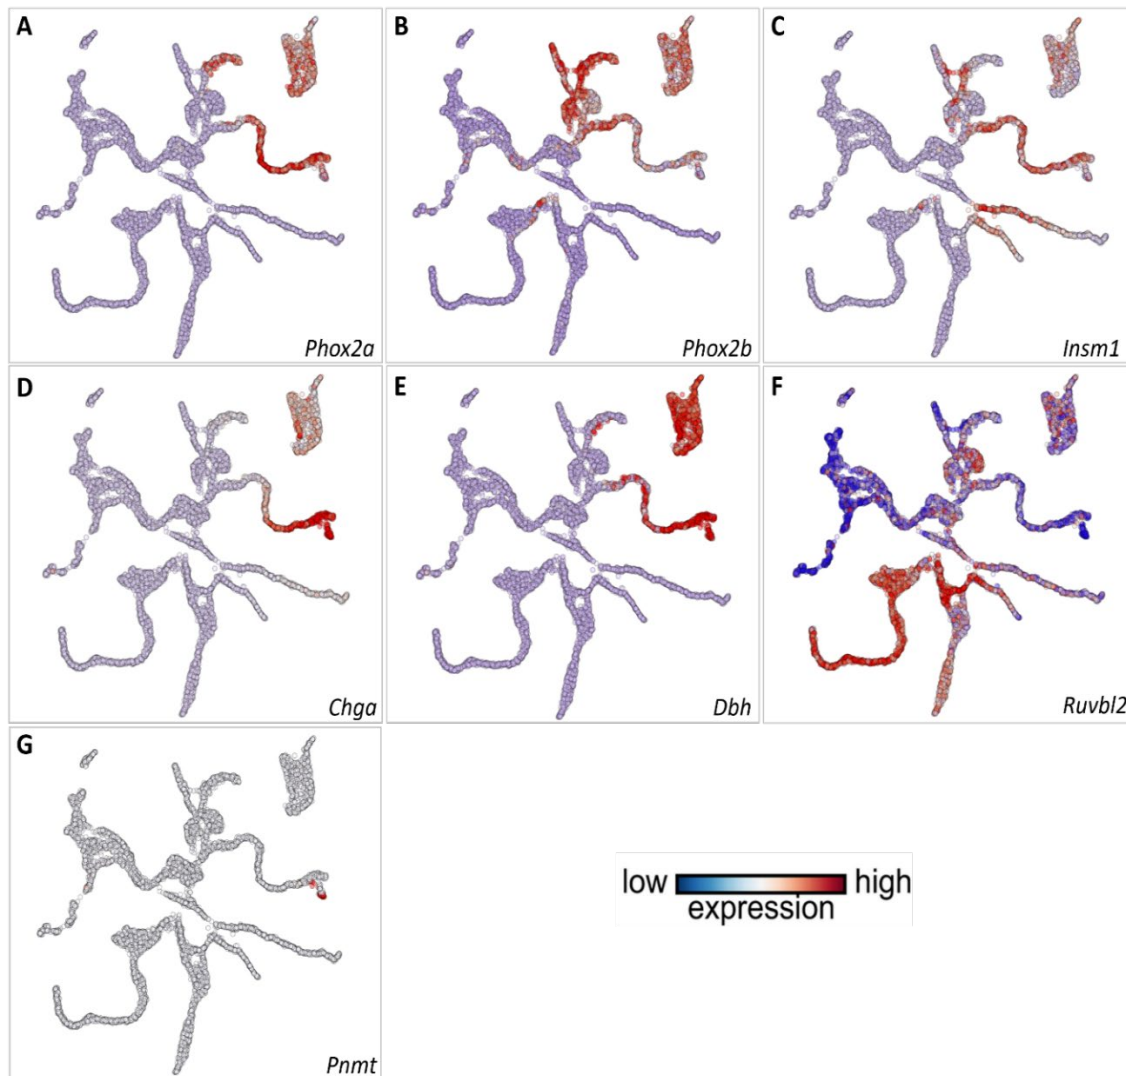 A
Phox2a
B
Phox2b
C
Insm1
D
Chga
E
Dbh
F
Ruvbl2
G
Pnmt
low high
expression